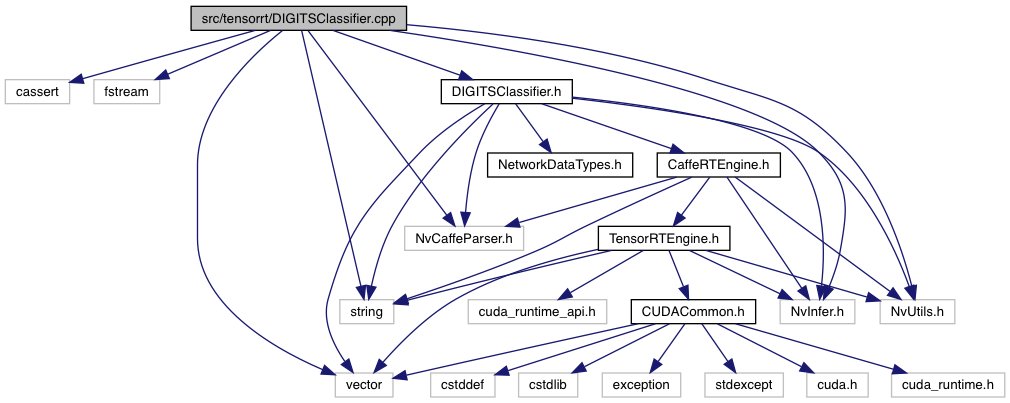 src/tensorrt/DIGITSClassifier.cpp
cassert
fstream
DIGITSClassifier.h
NetworkDataTypes.h
CaffeRTEngine.h
NvCaffeParser.h
TensorRTEngine.h
string
cuda_runtime_api.h
CUDACommon.h
NvInfer.h
NvUtils.h
vector
cstddef
cstdlib
exception
stdexcept
cuda.h
cuda_runtime.h